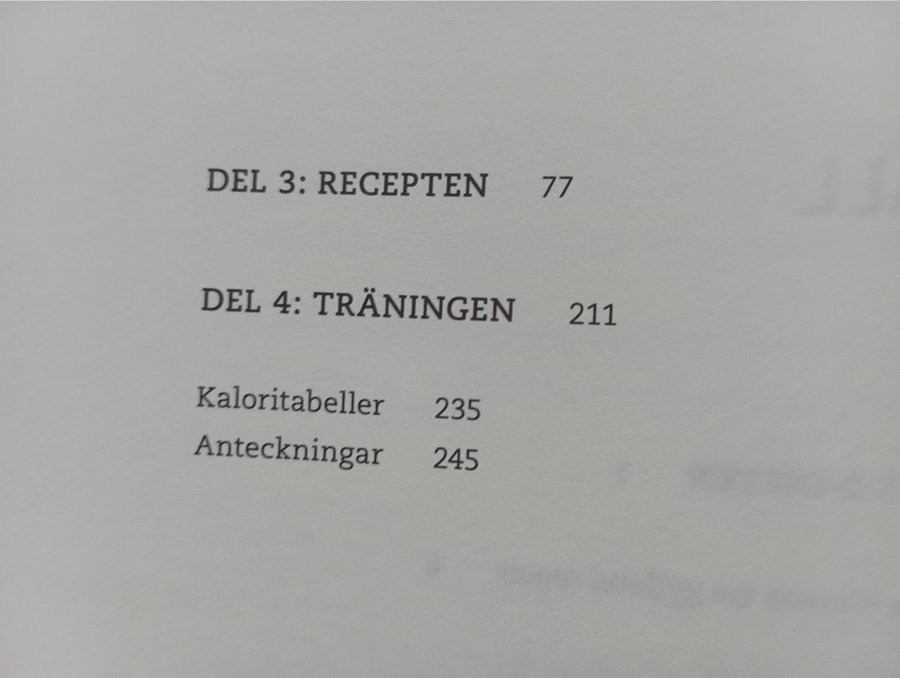 DEL 3: RECEPTEN 77
DEL 4: TRÄNINGEN 211
Kaloritabeller 235
Anteckningar 245